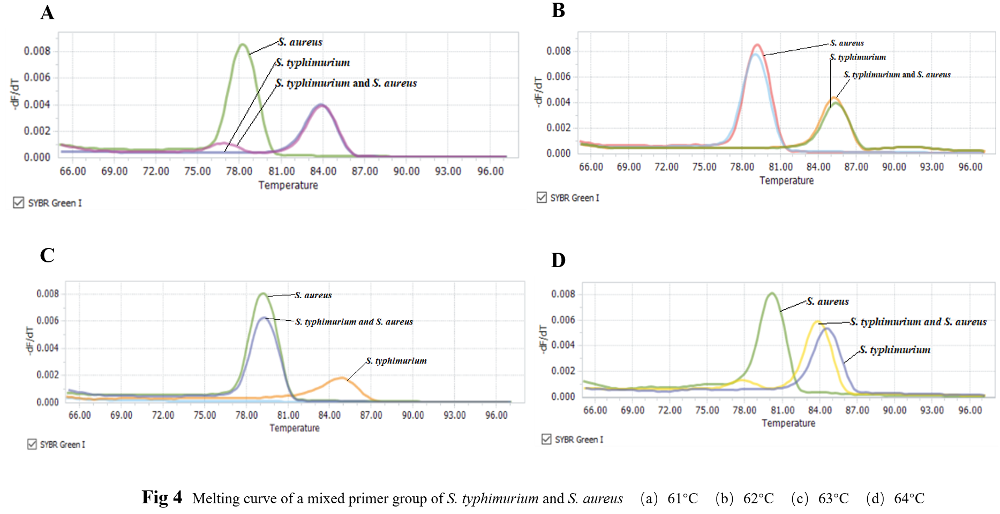 A
S. aureus
S. typhimurium
S. typhimurium and S. aureus
0.008
0.006
0.004
0.002
0.000
-dF/dT
66.00 69.00 72.00 75.00 78.00 81.00 84.00 87.00 90.00 93.00 96.00
Temperature
SYBR Green I
B
S. aureus
S. typhimurium
S. typhimurium and S. aureus
0.008
0.006
0.004
0.002
0.000
-dF/dT
66.00 69.00 72.00 75.00 78.00 81.00 84.00 87.00 90.00 93.00 96.00
Temperature
SYBR Green I
C
S. aureus
S. typhimurium and S. aureus
S. typhimurium
0.008
0.006
0.004
0.002
0.000
-dF/dT
66.00 69.00 72.00 75.00 78.00 81.00 84.00 87.00 90.00 93.00 96.00
Temperature
SYBR Green I
D
S. aureus
S. typhimurium and S. aureus
S. typhimurium
0.008
0.006
0.004
0.002
0.000
-dF/dT
66.00 69.00 72.00 75.00 78.00 81.00 84.00 87.00 90.00 93.00 96.00
Temperature
SYBR Green I
Fig 4 Melting curve of a mixed primer group of S. typhimurium and S. aureus (a) 61°C (b) 62°C (c) 63°C (d) 64°C